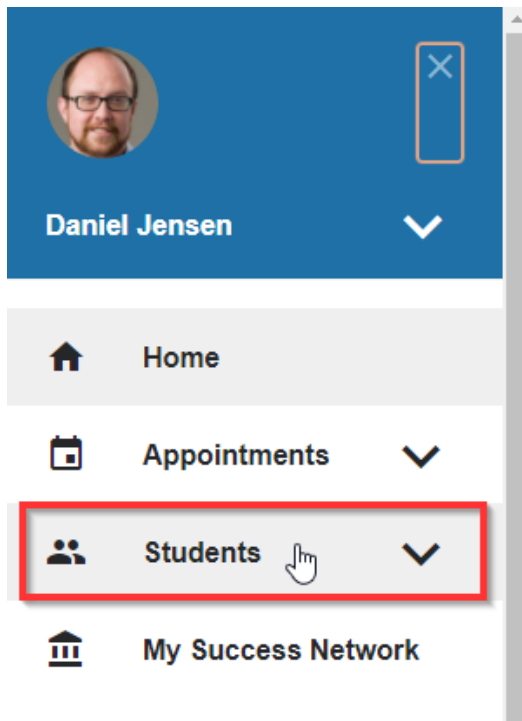 Daniel Jensen
Home
Appointments
Students
My Success Network